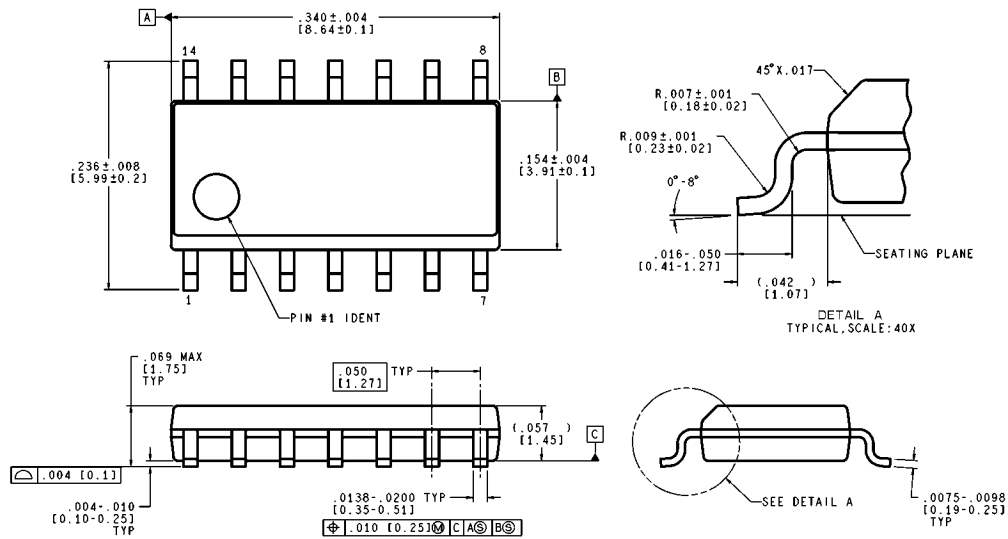 A
.340±.004
[8.64±0.1]
14
8
B
.236±.008
[5.99±0.2]
.154±.004
[3.91±0.1]
1
7
PIN #1 IDENT
45°X.017
R.007±.001
[0.18±0.02]
R.009±.001
[0.23±0.02]
0°-8°
SEATING PLANE
.016-.050
[0.41-1.27]
(.042 )
[1.07]
DETAIL A
TYPICAL, SCALE: 40X
.069 MAX
[1.75]
TYP
.050
[1.27]
TYP
(.057 )
[1.45]
C
⌓ .004 [0.1]
.004-.010
[0.10-0.25]
TYP
.0138-.0200 TYP
[0.35-0.51]
⌖ .010 [0.25]Ⓜ C AⓈ BⓈ
SEE DETAIL A
.0075-.0098
[0.19-0.25]
TYP